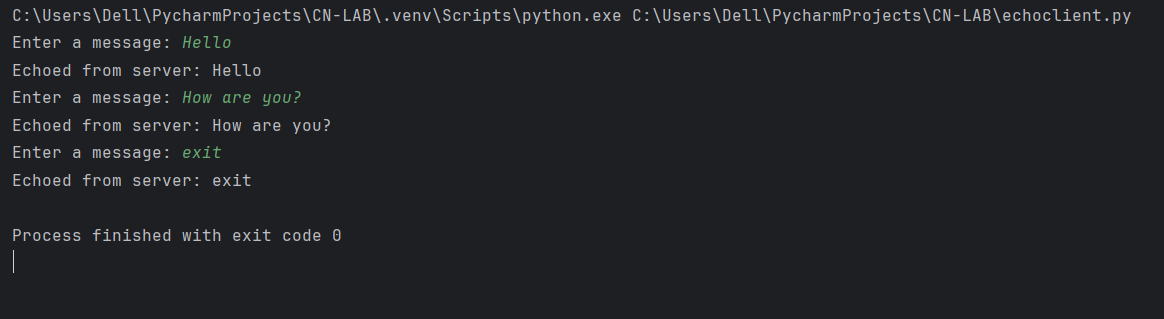 C:\Users\Dell\PycharmProjects\CN-LAB\.venv\Scripts\python.exe C:\Users\Dell\PycharmProjects\CN-LAB\echoclient.py
Enter a message: Hello
Echoed from server: Hello
Enter a message: How are you?
Echoed from server: How are you?
Enter a message: exit
Echoed from server: exit
Process finished with exit code 0